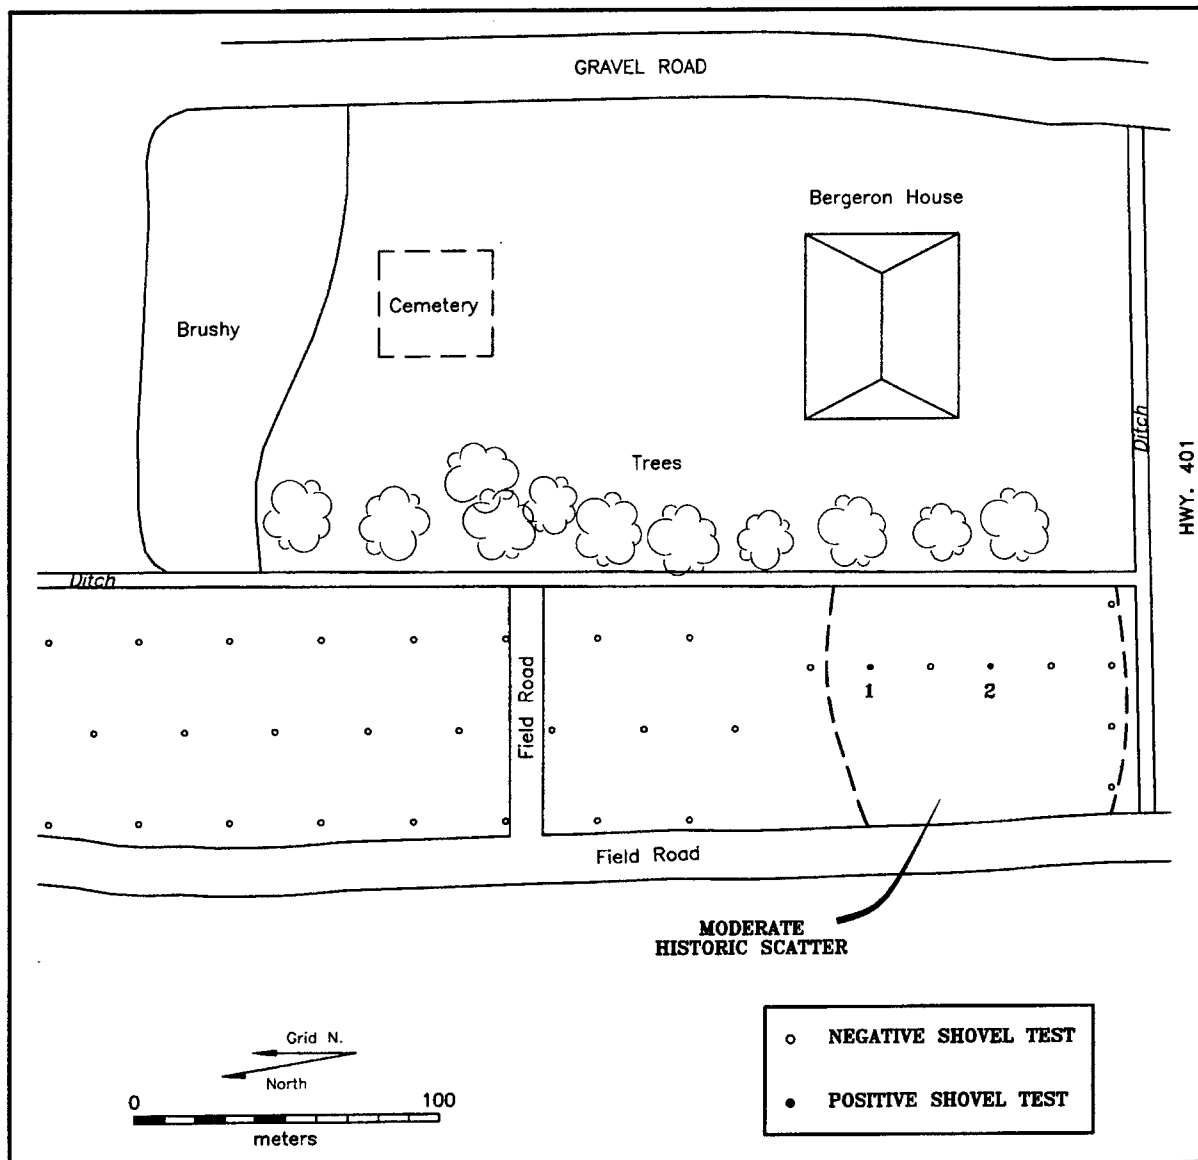 GRAVEL ROAD
Bergeron House
Cemetery
Brushy
Trees
Ditch
HWY. 401
Ditch
Field Road
1
2
Field Road
MODERATE
HISTORIC SCATTER
Grid N.
North
0 100
meters
NEGATIVE SHOVEL TEST
POSITIVE SHOVEL TEST